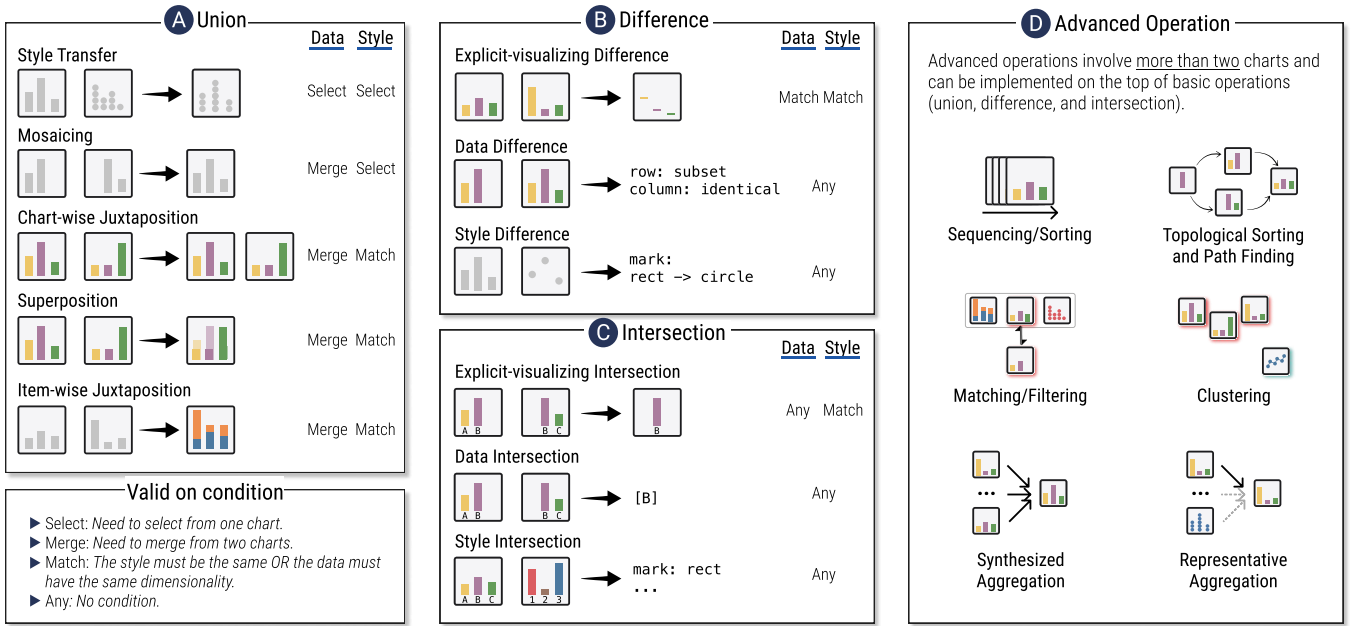 A Union
Data Style
Style Transfer
Select Select
Mosaicing
Merge Select
Chart-wise Juxtaposition
Merge Match
Superposition
Merge Match
Item-wise Juxtaposition
Merge Match
Valid on condition
▶ Select: Need to select from one chart.
▶ Merge: Need to merge from two charts.
▶ Match: The style must be the same OR the data must
have the same dimensionality.
▶ Any: No condition.
B Difference
Data Style
Explicit-visualizing Difference
Match Match
Data Difference
row: subset
column: identical
Any
Style Difference
mark:
rect -> circle
Any
C Intersection
Data Style
Explicit-visualizing Intersection
A B B C B
Any Match
Data Intersection
A B B C
[B]
Any
Style Intersection
A B C 1 2 3
mark: rect
...
Any
D Advanced Operation
Advanced operations involve more than two charts and
can be implemented on the top of basic operations
(union, difference, and intersection).
Sequencing/Sorting
Topological Sorting
and Path Finding
Matching/Filtering
Clustering
...
Synthesized
Aggregation
...
Representative
Aggregation